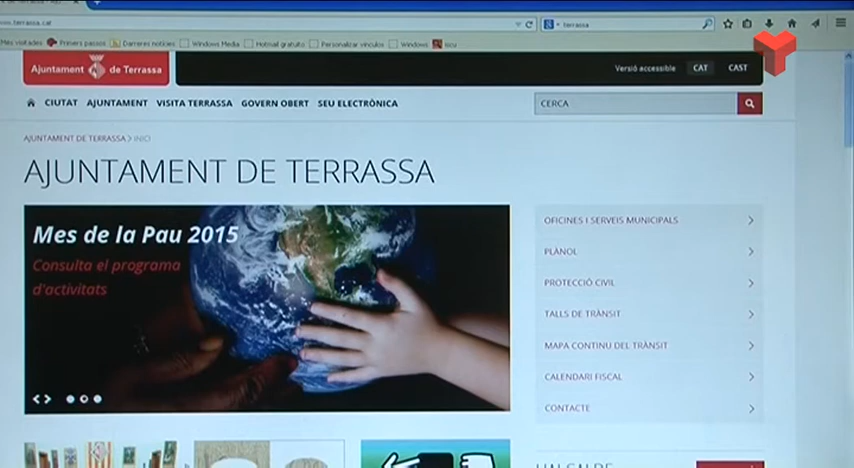 www.terrassa.cat
terrassa
Més visitades Primers passos Darreres notícies Windows Media Hotmail gratuito Personalizar vínculos Windows
Ajuntament de Terrassa
Versió accessible CAT CAST
CIUTAT AJUNTAMENT VISITA TERRASSA GOVERN OBERT SEU ELECTRÒNICA
CERCA
AJUNTAMENT DE TERRASSA > INICI
AJUNTAMENT DE TERRASSA
Mes de la Pau 2015
Consulta el programa
d'activitats
OFICINES I SERVEIS MUNICIPALS
PLÀNOL
PROTECCIÓ CIVIL
TALLS DE TRÀNSIT
MAPA CONTINU DEL TRÀNSIT
CALENDARI FISCAL
CONTACTE